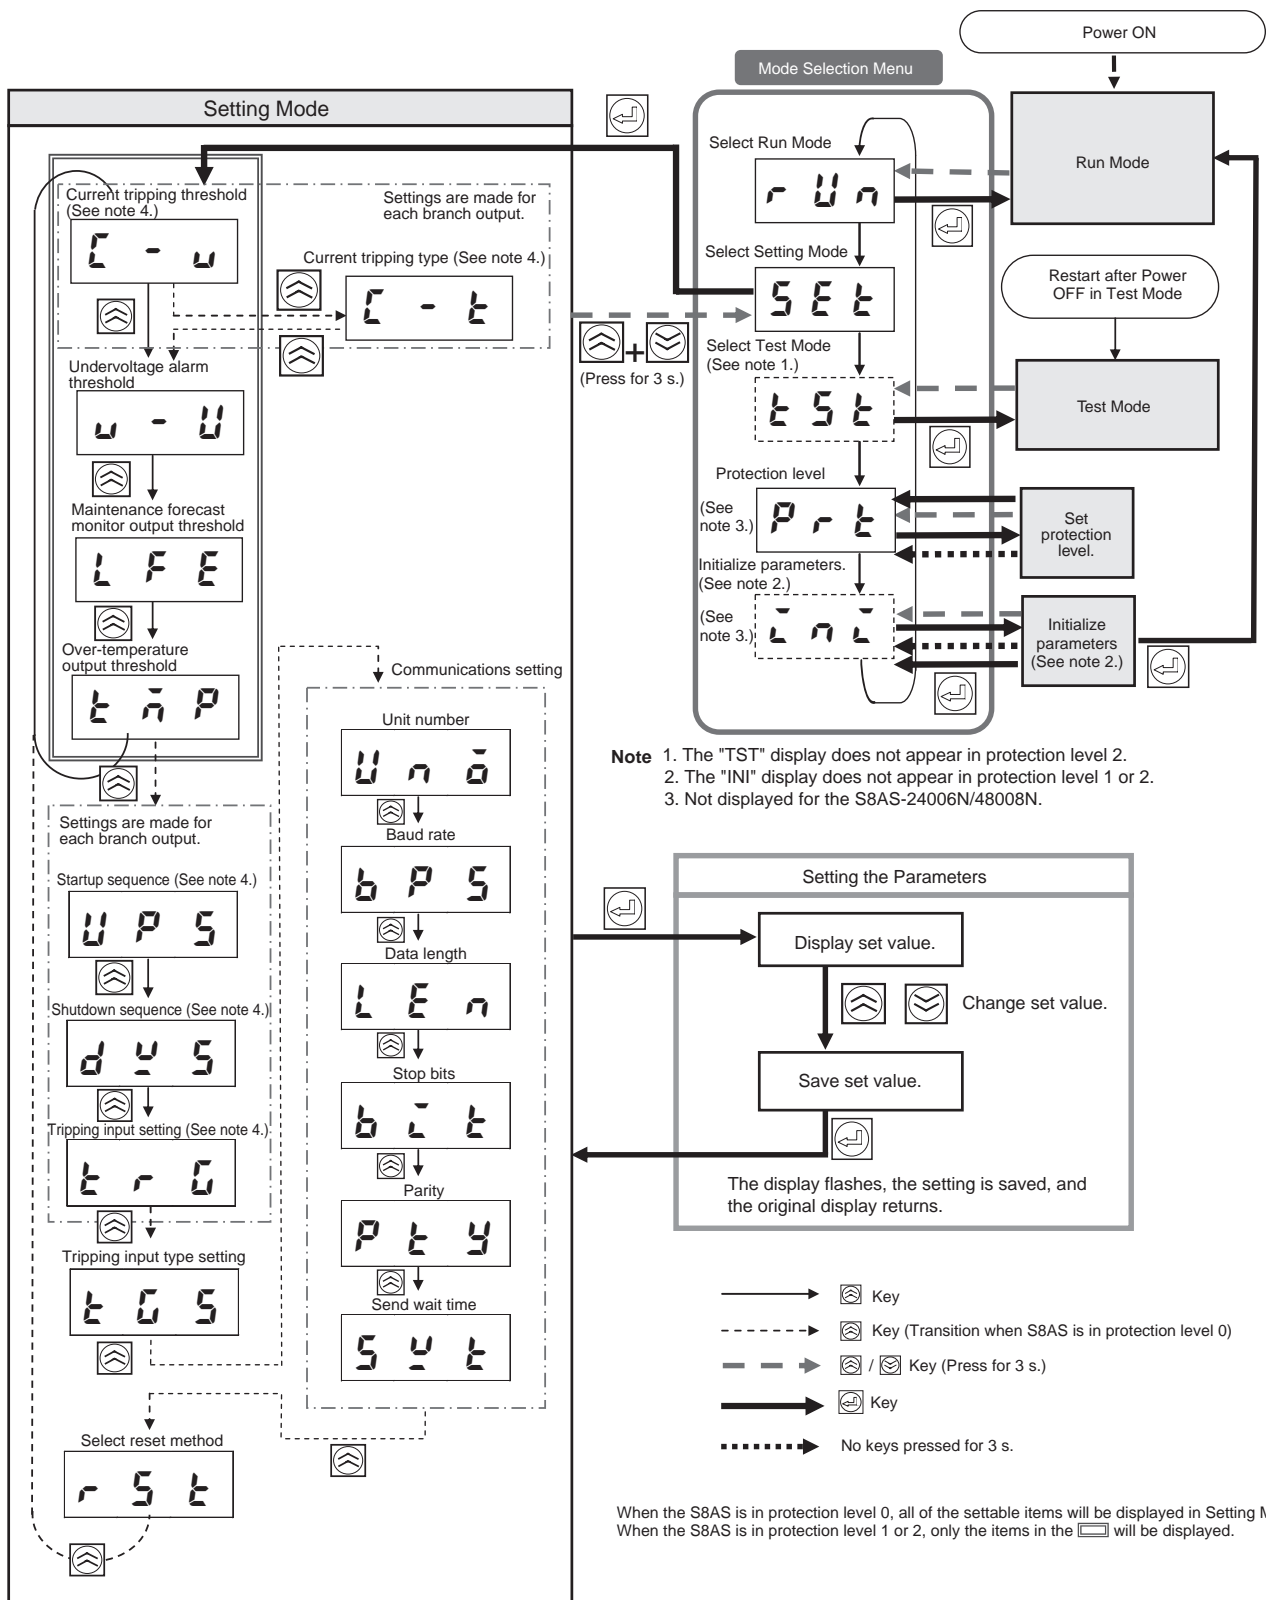 Power ON
Mode Selection Menu
Setting Mode
Select Run Mode
Run Mode
rUn
Current tripping threshold
(See note 4.)
Settings are made for
each branch output.
C - u
Current tripping type (See note 4.)
C - t
Select Setting Mode
SEt
Restart after Power
OFF in Test Mode
+
(Press for 3 s.)
Select Test Mode
(See note 1.)
tSt
Test Mode
Undervoltage alarm
threshold
u - U
Protection level
(See
note 3.)
Prt
Set
protection
level.
Maintenance forecast
monitor output threshold
LFE
Initialize parameters.
(See note 2.)
(See
note 3.)
ini
Initialize
parameters
(See note 2.)
Over-temperature
output threshold
tmP
Note 1. The "TST" display does not appear in protection level 2.
2. The "INI" display does not appear in protection level 1 or 2.
3. Not displayed for the S8AS-24006N/48008N.
Settings are made for
each branch output.
Startup sequence (See note 4.)
UPS
Shutdown sequence (See note 4.)
dwS
Tripping input setting (See note 4.)
trG
Tripping input type setting
tGS
Communications setting
Unit number
Uno
Baud rate
bPS
Data length
LEn
Stop bits
bit
Parity
PtY
Send wait time
Swt
Select reset method
rSt
Setting the Parameters
Display set value.
Change set value.
Save set value.
The display flashes, the setting is saved, and
the original display returns.
Key
Key (Transition when S8AS is in protection level 0)
/ Key (Press for 3 s.)
Key
No keys pressed for 3 s.
When the S8AS is in protection level 0, all of the settable items will be displayed in Setting
When the S8AS is in protection level 1 or 2, only the items in the will be displayed.